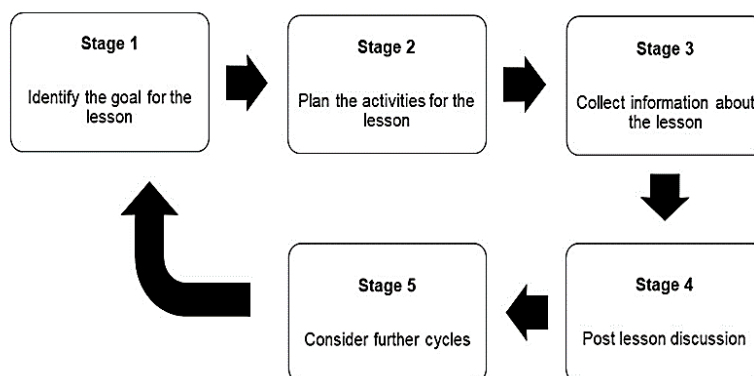 Stage 1
Identify the goal for the
lesson
Stage 2
Plan the activities for the
lesson
Stage 3
Collect information about
the lesson
Stage 4
Post lesson discussion
Stage 5
Consider further cycles